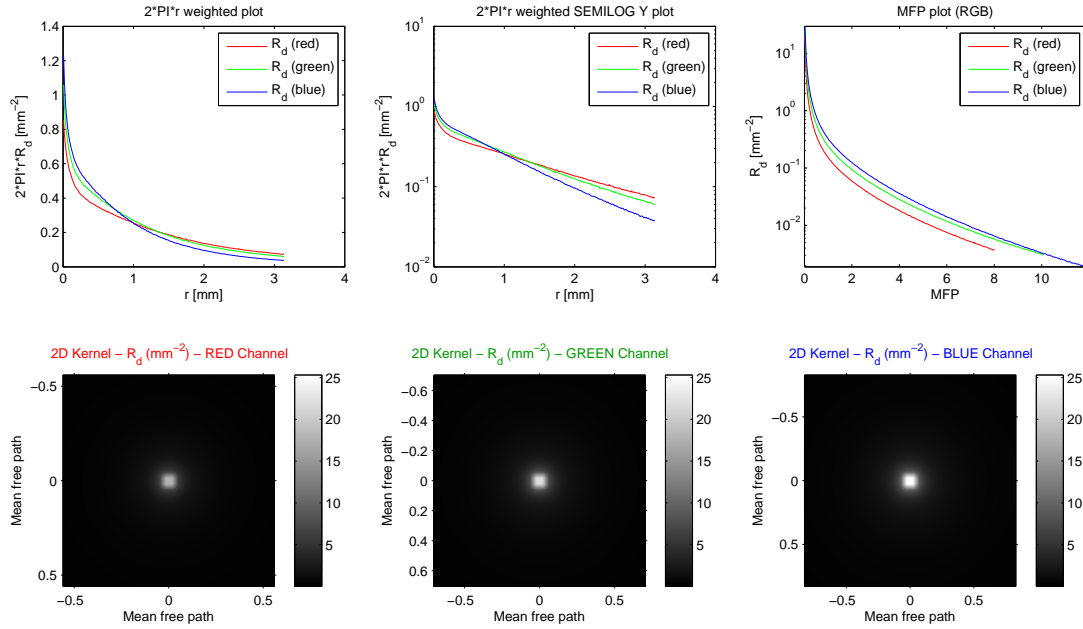 2*PI*r weighted plot
2*PI*r*R_d [mm^−2]
1.4
1.2
1
0.8
0.6
0.4
0.2
0
R_d (red)
R_d (green)
R_d (blue)
0 1 2 3 4
r [mm]
2*PI*r weighted SEMILOG Y plot
2*PI*r*R_d [mm^−2]
10^1
10^0
10^−1
10^−2
R_d (red)
R_d (green)
R_d (blue)
0 1 2 3 4
r [mm]
MFP plot (RGB)
R_d [mm^−2]
10^1
10^0
10^−1
10^−2
R_d (red)
R_d (green)
R_d (blue)
0 2 4 6 8 10
MFP
2D Kernel − R_d (mm^−2) − RED Channel
Mean free path
−0.5
0
0.5
−0.5 0 0.5
Mean free path
25
20
15
10
5
2D Kernel − R_d (mm^−2) − GREEN Channel
Mean free path
−0.6
−0.4
−0.2
0
0.2
0.4
0.6
−0.5 0 0.5
Mean free path
25
20
15
10
5
2D Kernel − R_d (mm^−2) − BLUE Channel
Mean free path
−0.5
0
0.5
−0.5 0 0.5
Mean free path
25
20
15
10
5